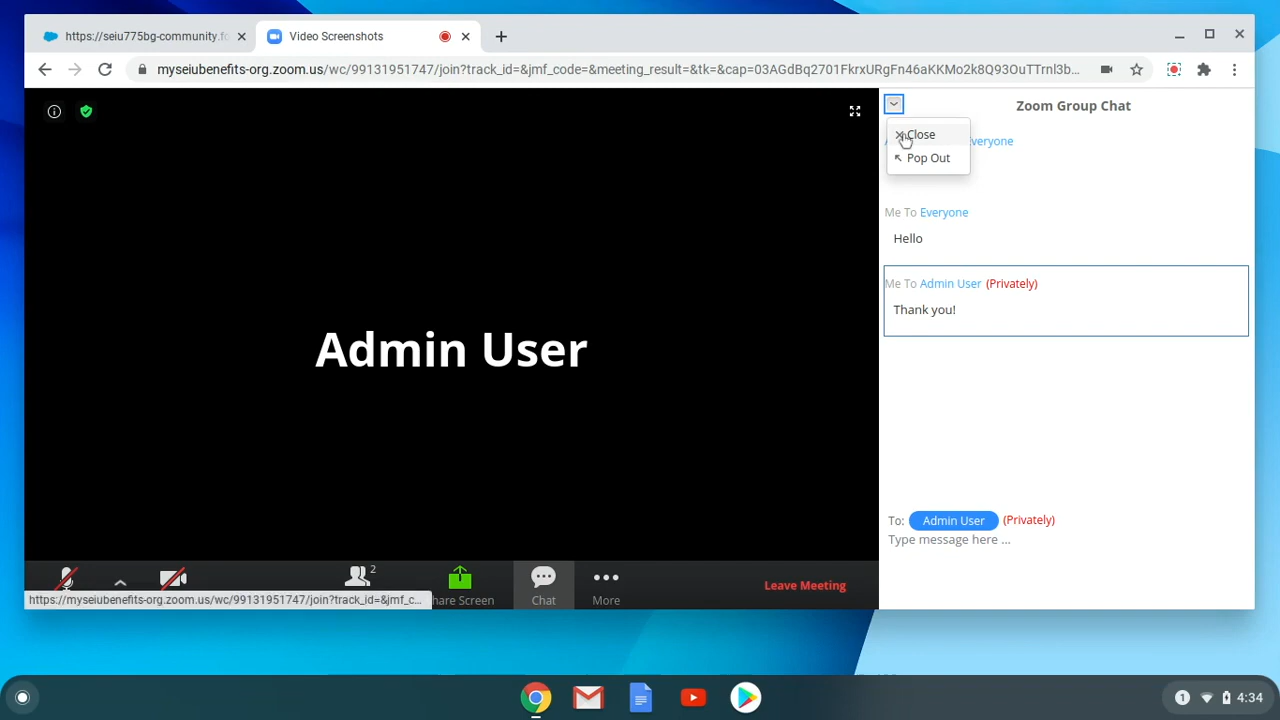 https://seiu775bg-community.fo
Video Screenshots
myseiubenefits-org.zoom.us/wc/99131951747/join?track_id=&jmf_code=&meeting_result=&tk=&cap=03AGdBq2701FkrxURgFn46aKKMo2k8Q93OuTTrnl3b...
Zoom Group Chat
Close
Everyone
Pop Out
Me To Everyone
Hello
Me To Admin User (Privately)
Thank you!
Admin User
To: Admin User (Privately)
Type message here ...
2
Leave Meeting
https://myseiubenefits-org.zoom.us/wc/99131951747/join?track_id=&jmf_c...
hare Screen
Chat
More
1
4:34